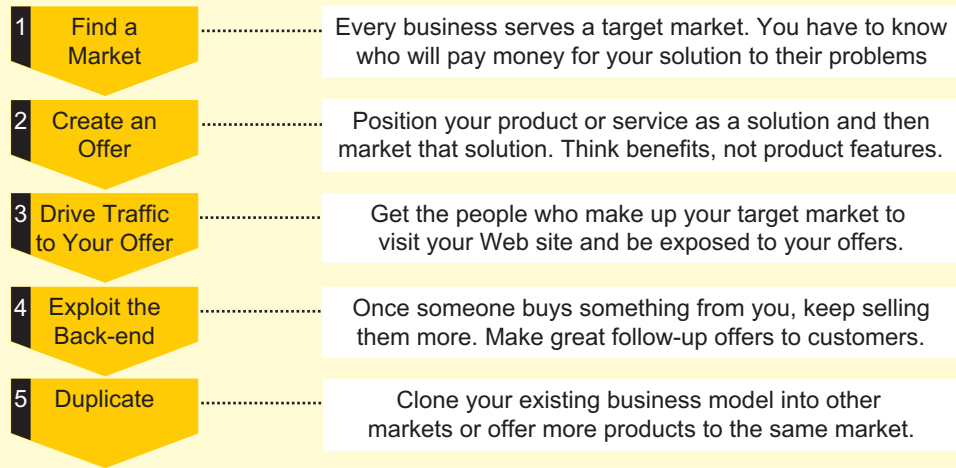 1 Find a
Market
Every business serves a target market. You have to know
who will pay money for your solution to their problems
2 Create an
Offer
Position your product or service as a solution and then
market that solution. Think benefits, not product features.
3 Drive Traffic
to Your Offer
Get the people who make up your target market to
visit your Web site and be exposed to your offers.
4 Exploit the
Back-end
Once someone buys something from you, keep selling
them more. Make great follow-up offers to customers.
5 Duplicate
Clone your existing business model into other
markets or offer more products to the same market.